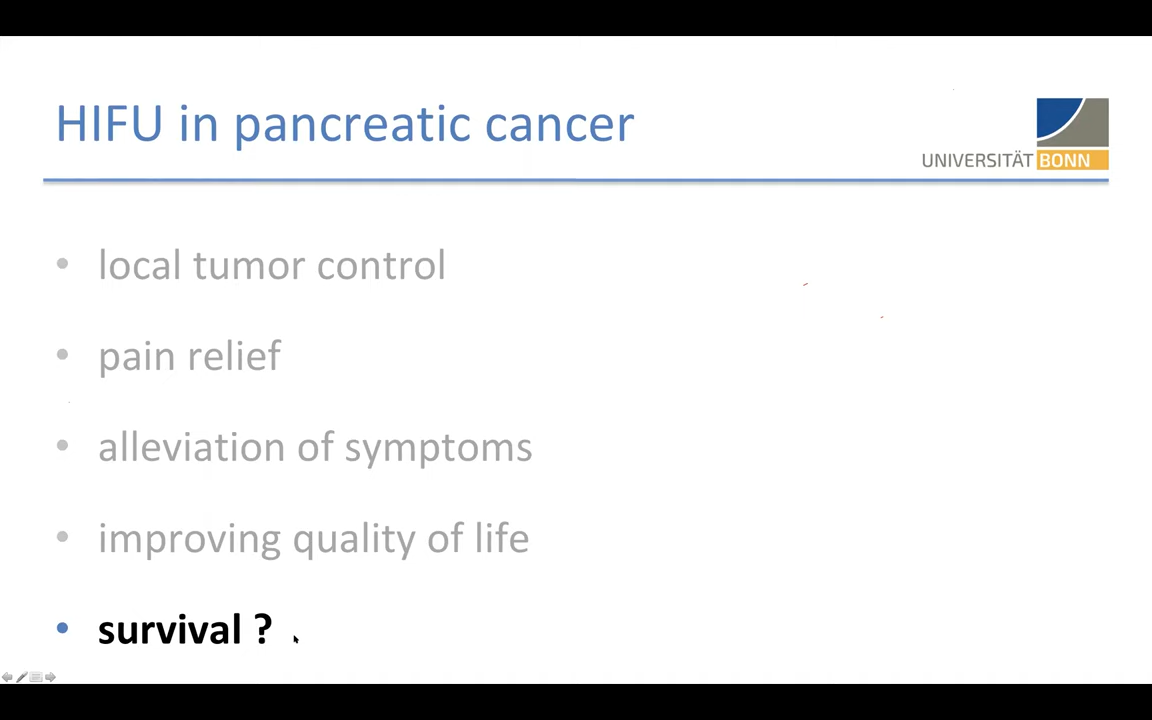 HIFU in pancreatic cancer
UNIVERSITÄT BONN
• local tumor control
• pain relief
• alleviation of symptoms
• improving quality of life
• survival ?